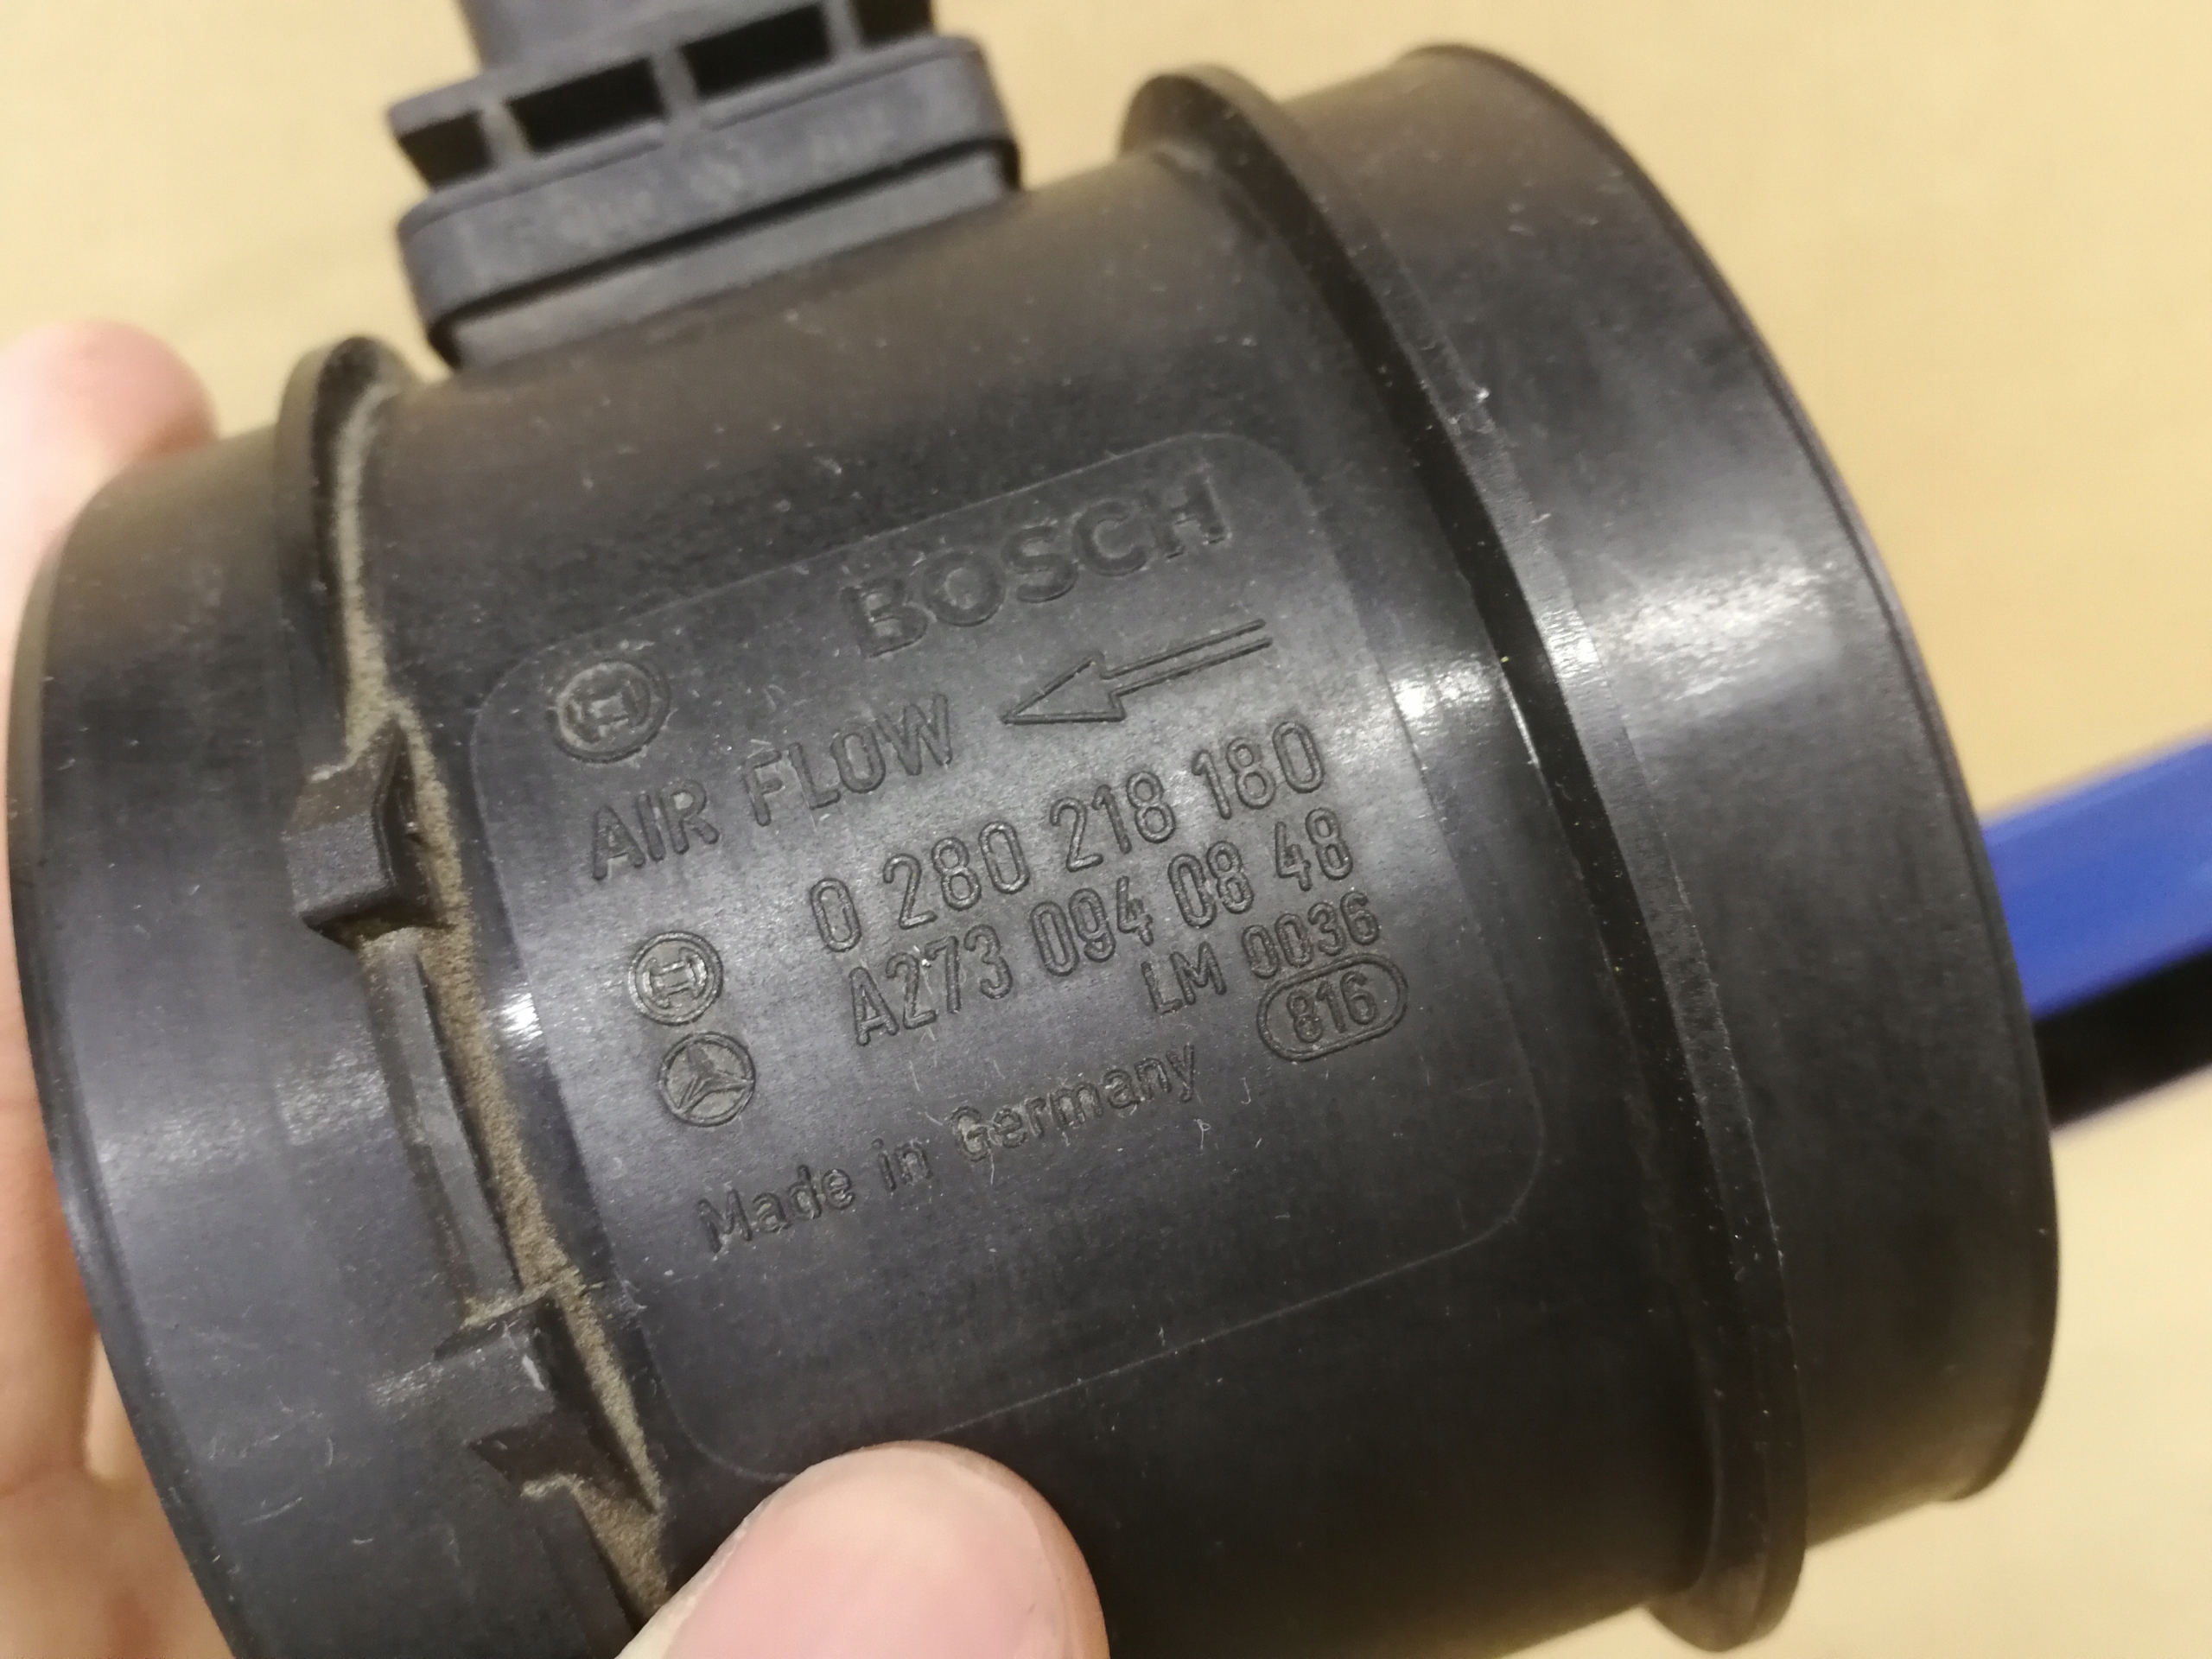 BOSCH
AIR FLOW
0 280 218 180
A273 094 08 48
LM 0036
816
Made in Germany